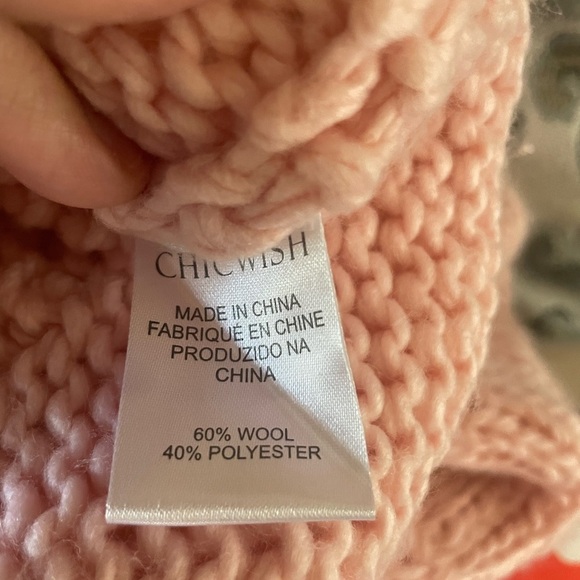 CHICWISH
MADE IN CHINA
FABRIQUÉ EN CHINE
PRODUZIDO NA
CHINA
60% WOOL
40% POLYESTER